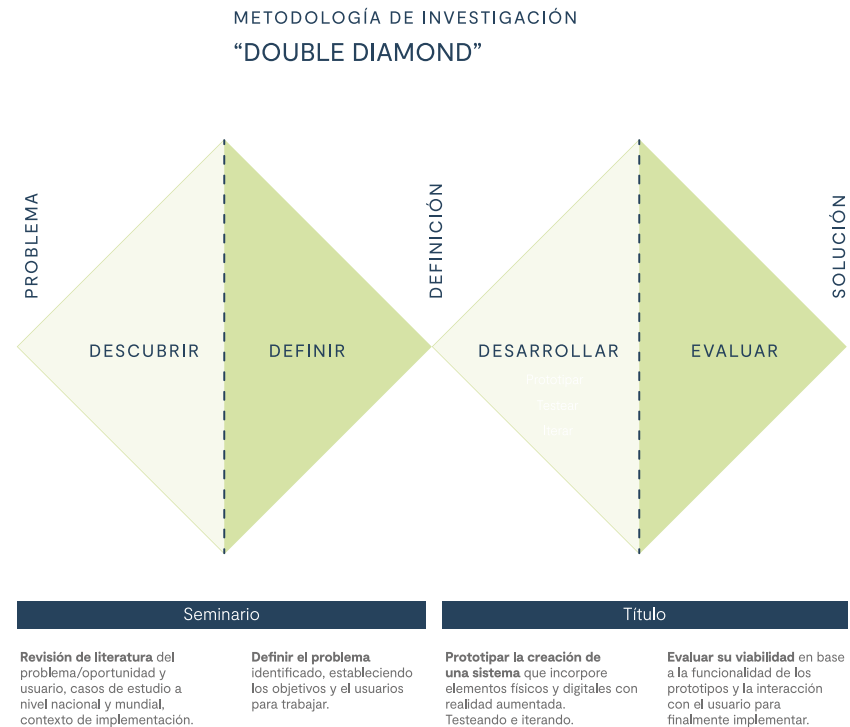 METODOLOGÍA DE INVESTIGACIÓN
“DOUBLE DIAMOND”
PROBLEMA
DEFINICIÓN
SOLUCIÓN
DESCUBRIR
DEFINIR
DESARROLLAR
EVALUAR
Prototipar
Testear
Iterar
Seminario
Título
Revisión de literatura del
problema/oportunidad y
usuario, casos de estudio a
nivel nacional y mundial,
contexto de implementación.
Definir el problema
identificado, estableciendo
los objetivos y el usuarios
para trabajar.
Prototipar la creación de
una sistema que incorpore
elementos físicos y digitales con
realidad aumentada.
Testeando e iterando.
Evaluar su viabilidad en base
a la funcionalidad de los
prototipos y la interacción
con el usuario para
finalmente implementar.